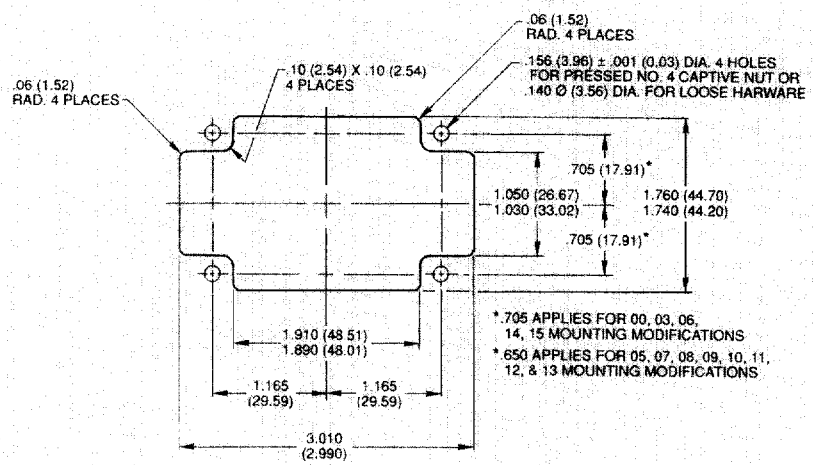 .06 (1.52)
RAD. 4 PLACES
.156 (3.96) ± .001 (0.03) DIA. 4 HOLES
FOR PRESSED NO. 4 CAPTIVE NUT OR
.140 Ø (3.56) DIA. FOR LOOSE HARWARE
.10 (2.54) X .10 (2.54)
4 PLACES
.06 (1.52)
RAD. 4 PLACES
.705 (17.91)*
1.050 (26.67)
1.030 (33.02)
1.760 (44.70)
1.740 (44.20)
.705 (17.91)*
*.705 APPLIES FOR 00, 03, 06,
14, 15 MOUNTING MODIFICATIONS
*.650 APPLIES FOR 05, 07, 08, 09, 10, 11,
12, & 13 MOUNTING MODIFICATIONS
1.910 (48.51)
1.890 (48.01)
1.165
(29.59)
1.165
(29.59)
3.010
(2.990)